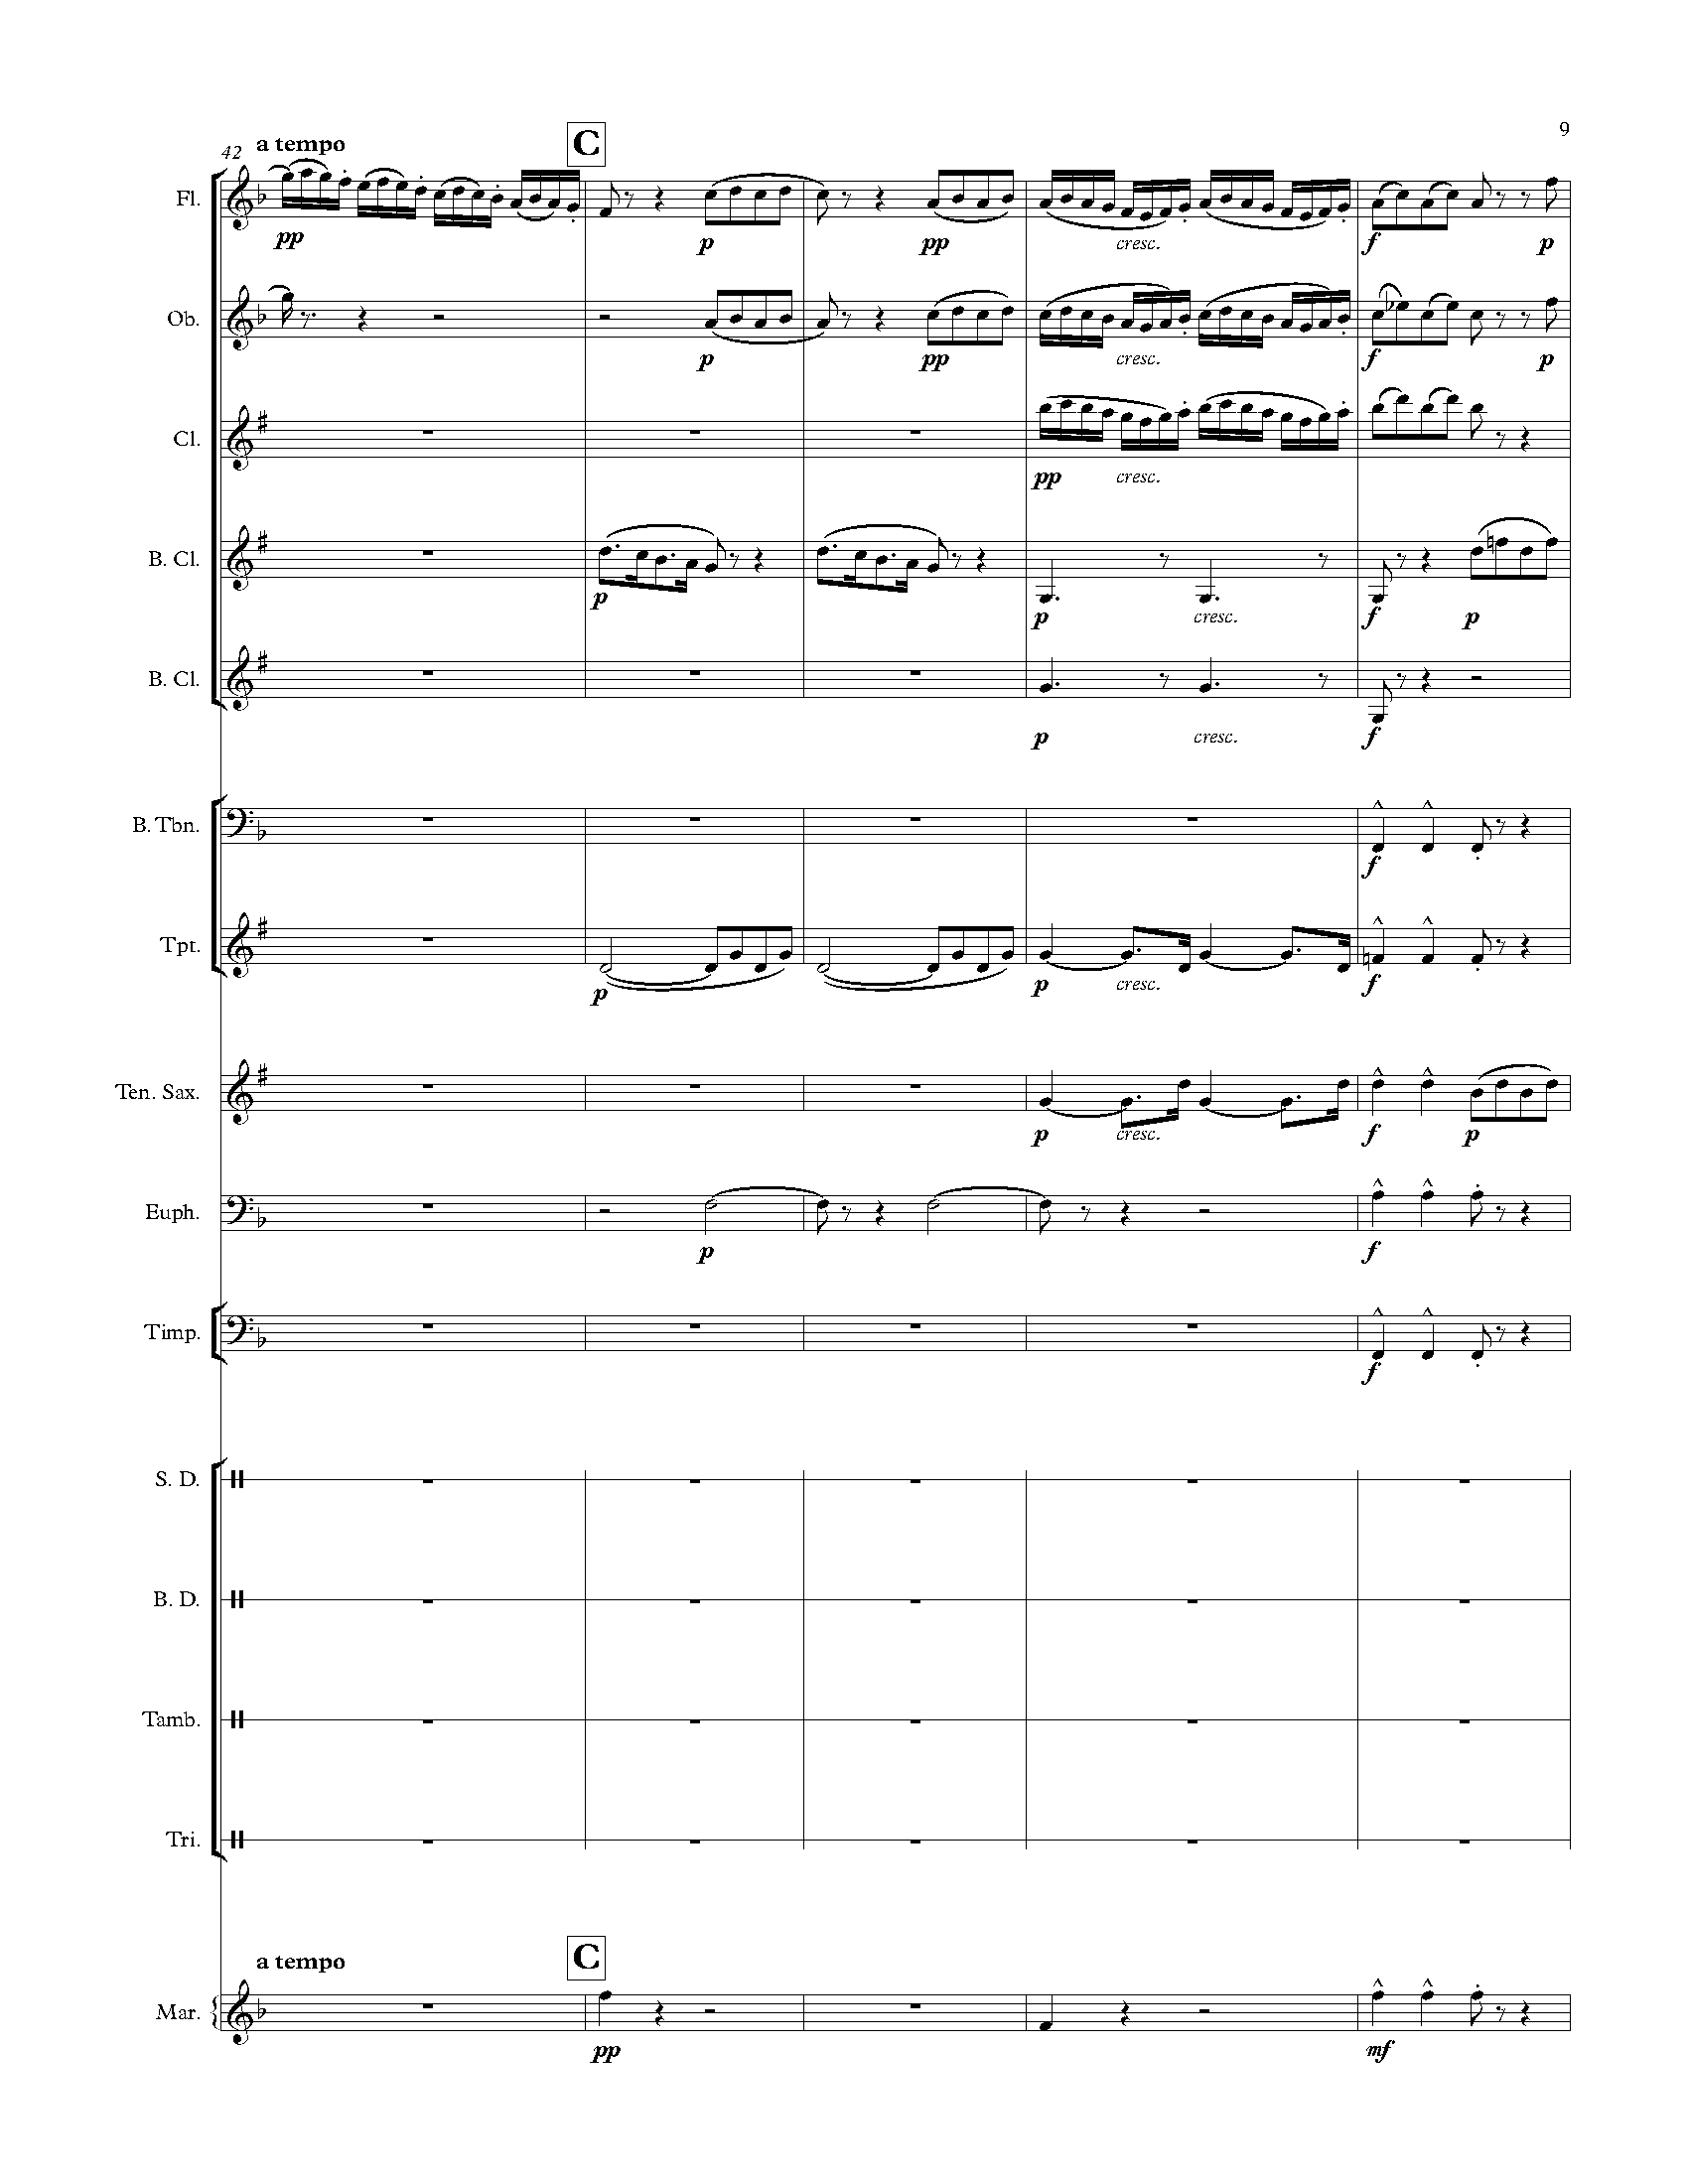 9
42 a tempo C
Fl.
pp p pp cresc. f p
Ob.
p pp cresc. f p
Cl.
pp cresc.
B. Cl.
p p cresc. f p
B. Cl.
p cresc. f
B. Tbn.
f
Tpt.
p p cresc. f
Ten. Sax.
p cresc. f p
Euph.
p f
Timp.
f
S. D.
B. D.
Tamb.
Tri.
a tempo C
Mar.
pp mf